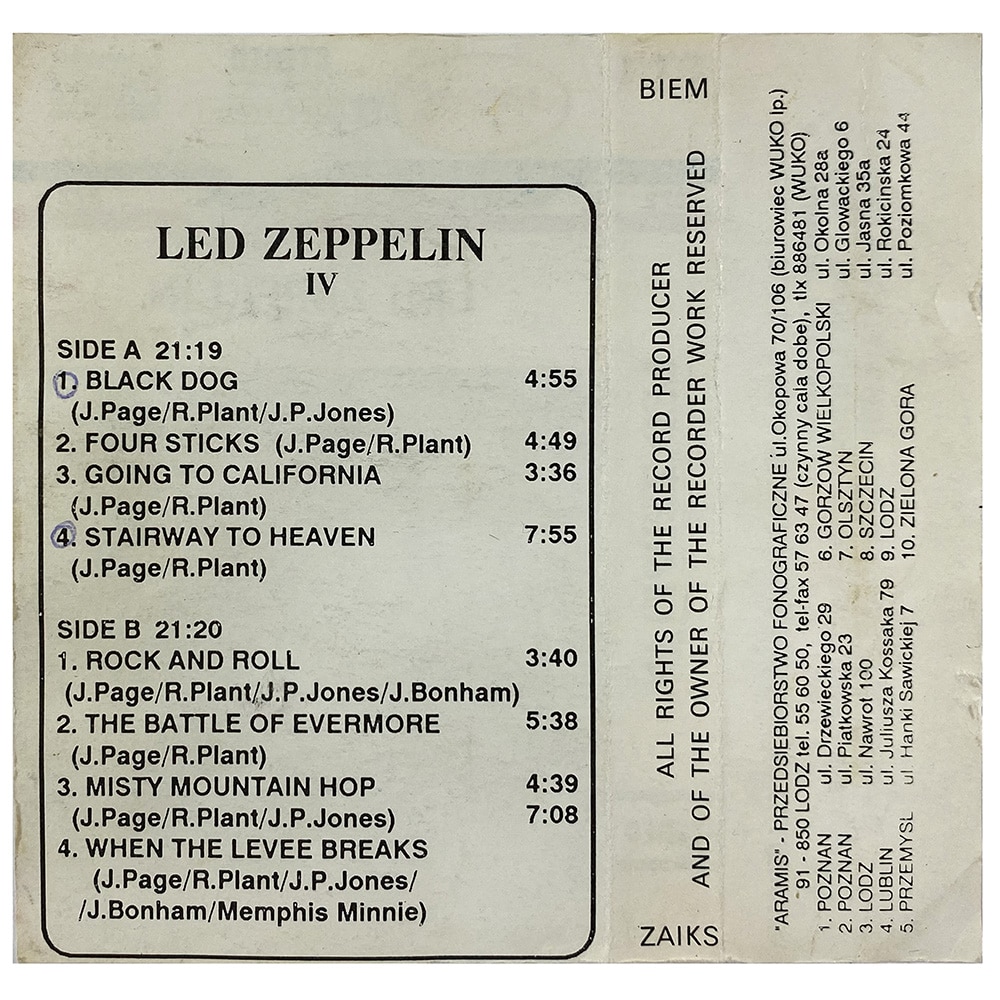 LED ZEPPELIN
IV
SIDE A 21:19
1. BLACK DOG 4:55
(J.Page/R.Plant/J.P.Jones)
2. FOUR STICKS (J.Page/R.Plant) 4:49
3. GOING TO CALIFORNIA 3:36
(J.Page/R.Plant)
4. STAIRWAY TO HEAVEN 7:55
(J.Page/R.Plant)
SIDE B 21:20
1. ROCK AND ROLL 3:40
(J.Page/R.Plant/J.P.Jones/J.Bonham)
2. THE BATTLE OF EVERMORE 5:38
(J.Page/R.Plant)
3. MISTY MOUNTAIN HOP 4:39
(J.Page/R.Plant/J.P.Jones) 7:08
4. WHEN THE LEVEE BREAKS
(J.Page/R.Plant/J.P.Jones/
/J.Bonham/Memphis Minnie)
BIEM
ALL RIGHTS OF THE RECORD PRODUCER
AND OF THE OWNER OF THE RECORDER WORK RESERVED
ZAIKS
"ARAMIS" - PRZEDSIEBIORSTWO FONOGRAFICZNE ul.Okopowa 70/106 (biurowiec WUKO Ip.)
91 - 850 LODZ tel. 55 60 50, tel-fax 57 63 47 (czynny cala dobe), tlx 886481 (WUKO)
1. POZNAN ul. Drzewieckiego 29 6. GORZOW WIELKOPOLSKI ul. Okolna 28a
2. POZNAN ul. Piatkowska 23 7. OLSZTYN ul. Glowackiego 6
3. LODZ ul. Nawrot 100 8. SZCZECIN ul. Jasna 35a
4. LUBLIN ul. Juliusza Kossaka 79 9. LODZ ul. Rokicinska 24
5. PRZEMYSL ul Hanki Sawickiej 7 10. ZIELONA GORA ul. Poziomkowa 44